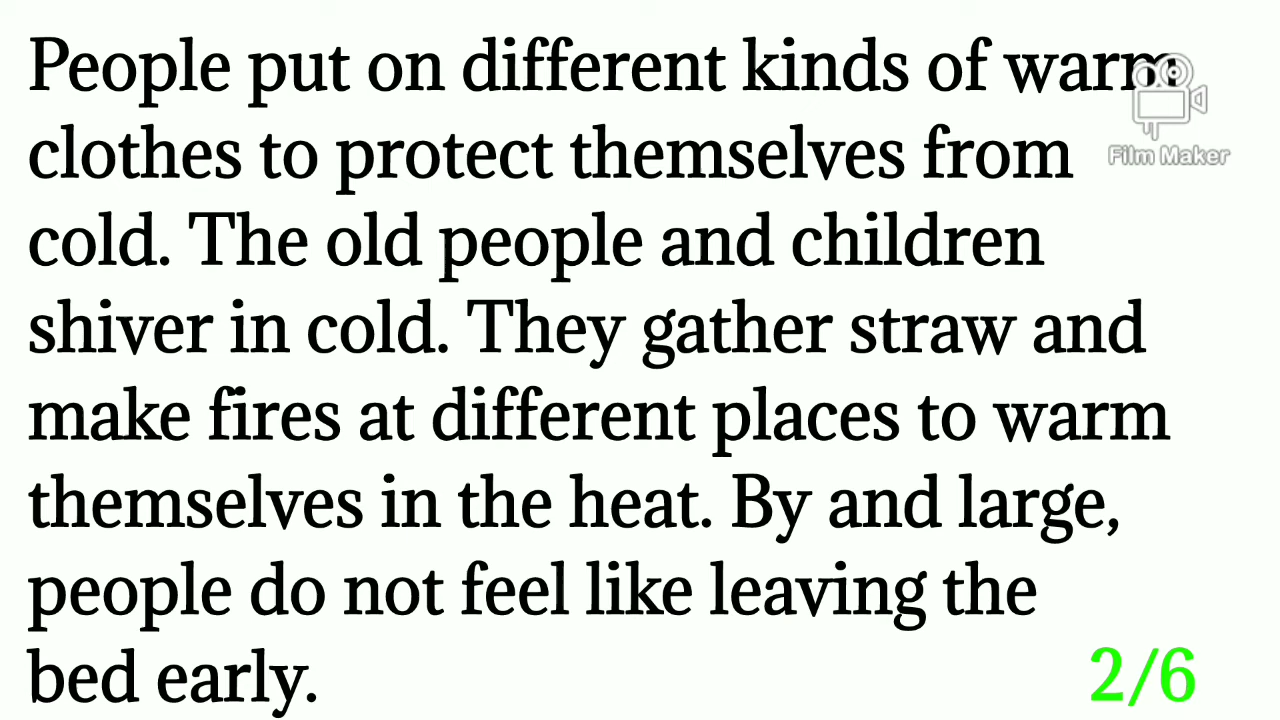 People put on different kinds of warm
clothes to protect themselves from
cold. The old people and children
shiver in cold. They gather straw and
make fires at different places to warm
themselves in the heat. By and large,
people do not feel like leaving the
bed early.
Film Maker
2/6